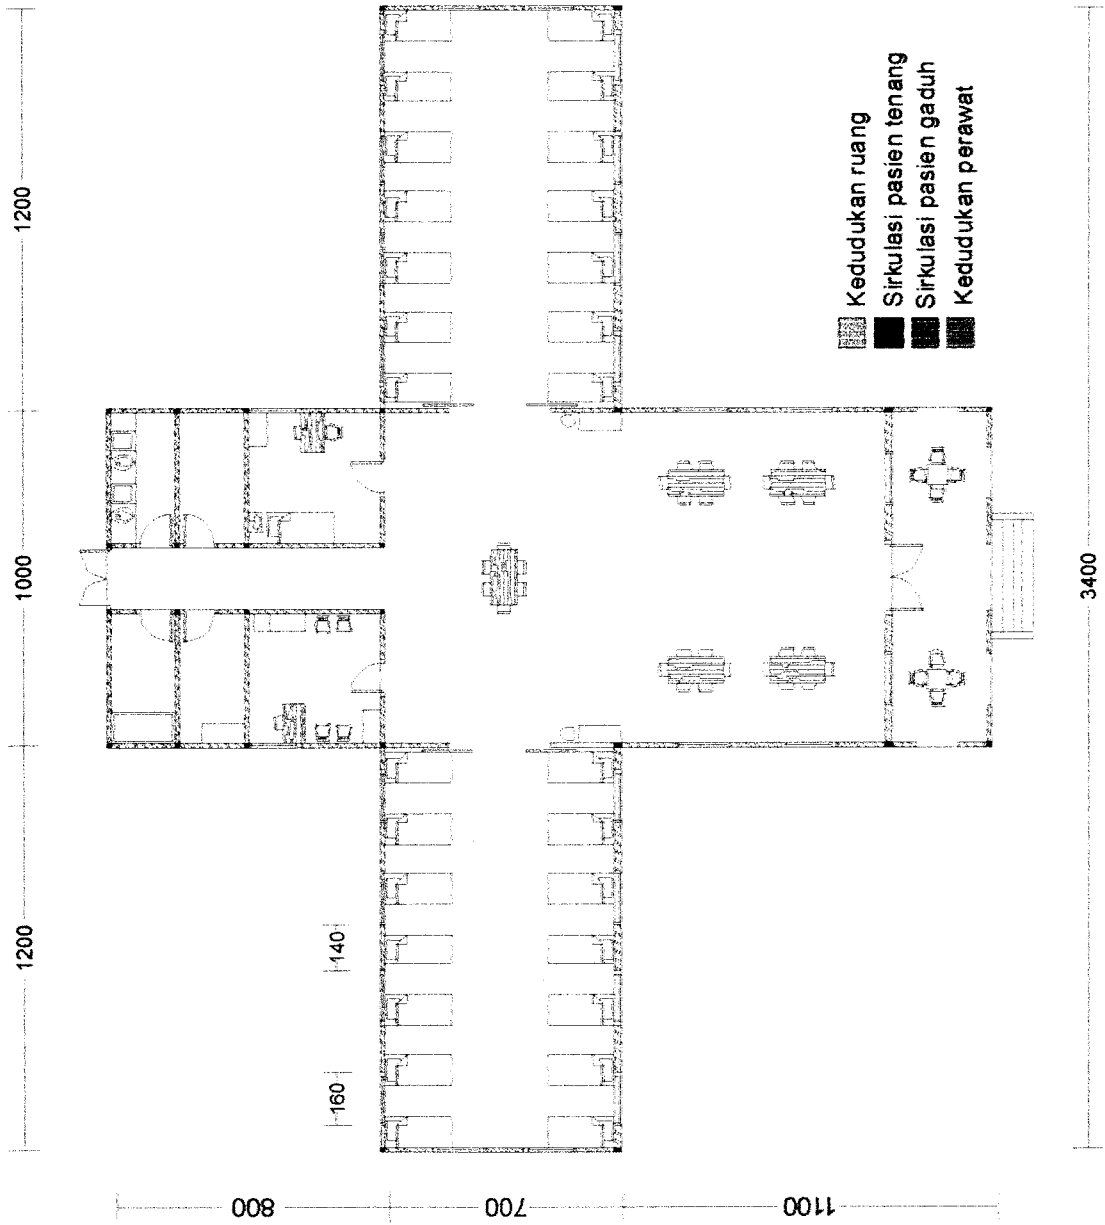 1200
1000
1200
140
160
Kedudukan ruang
Sirkulasi pasien tenang
Sirkulasi pasien gaduh
Kedudukan perawat
3400
800
700
1100